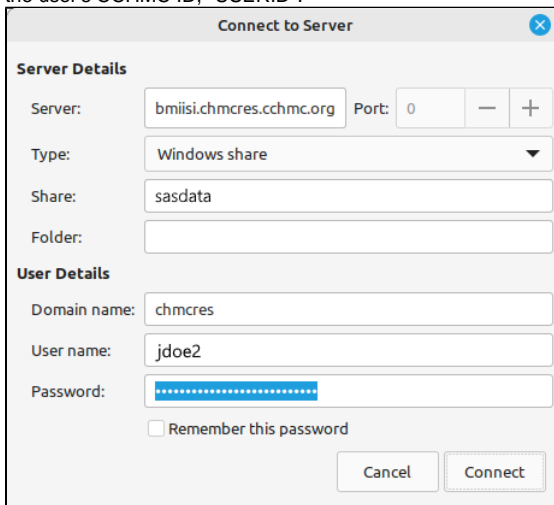 Connect to Server
Server Details
Server: bmiisi.chmcres.cchmc.org Port: 0
Type: Windows share
Share: sasdata
Folder:
User Details
Domain name: chmcres
User name: jdoe2
Password:
Remember this password
Cancel Connect